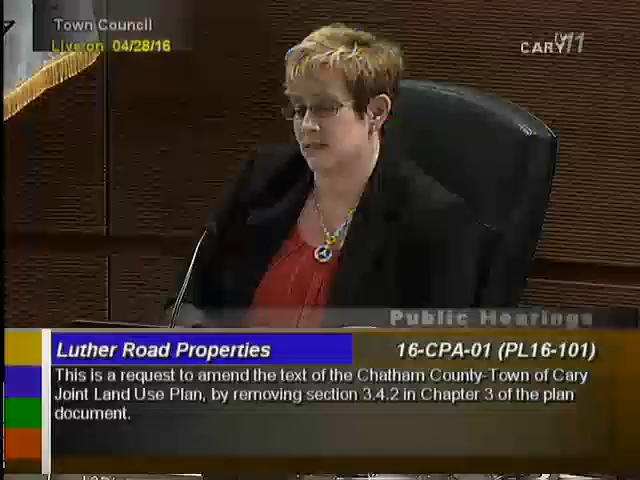 Town Council
Live on 04/28/16
CARY tv 11
Public Hearings
Luther Road Properties
16-CPA-01 (PL16-101)
This is a request to amend the text of the Chatham County-Town of Cary
Joint Land Use Plan, by removing section 3.4.2 in Chapter 3 of the plan
document.